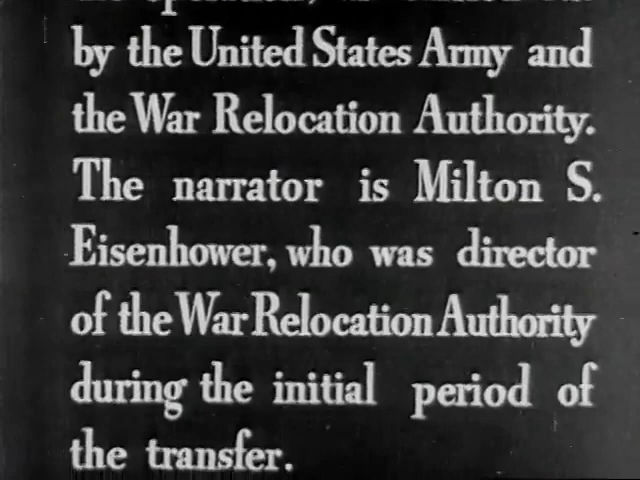 by the United States Army and
the War Relocation Authority.
The narrator is Milton S.
Eisenhower, who was director
of the War Relocation Authority
during the initial period of
the transfer.